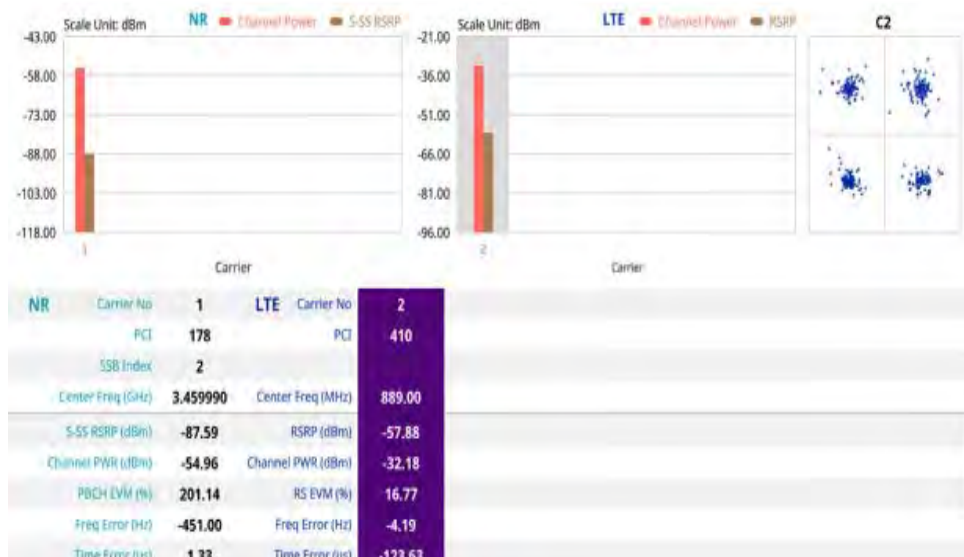 Scale Unit: dBm NR Channel Power S-SS RSRP
-43.00
-58.00
-73.00
-88.00
-103.00
-118.00
1
Carrier
Scale Unit: dBm LTE Channel Power RSRP
-21.00
-36.00
-51.00
-66.00
-81.00
-96.00
2
Carrier
C2
NR Carrier No 1 LTE Carrier No 2
PCI 178 PCI 410
SSB Index 2
Center Freq (GHz) 3.459990 Center Freq (MHz) 889.00
S-SS RSRP (dBm) -87.59 RSRP (dBm) -57.88
Channel PWR (dBm) -54.96 Channel PWR (dBm) -32.18
PBCH EVM (%) 201.14 RS EVM (%) 16.77
Freq Error (Hz) -451.00 Freq Error (Hz) -4.19
Time Error (us) 1.33 Time Error (us) -123.63